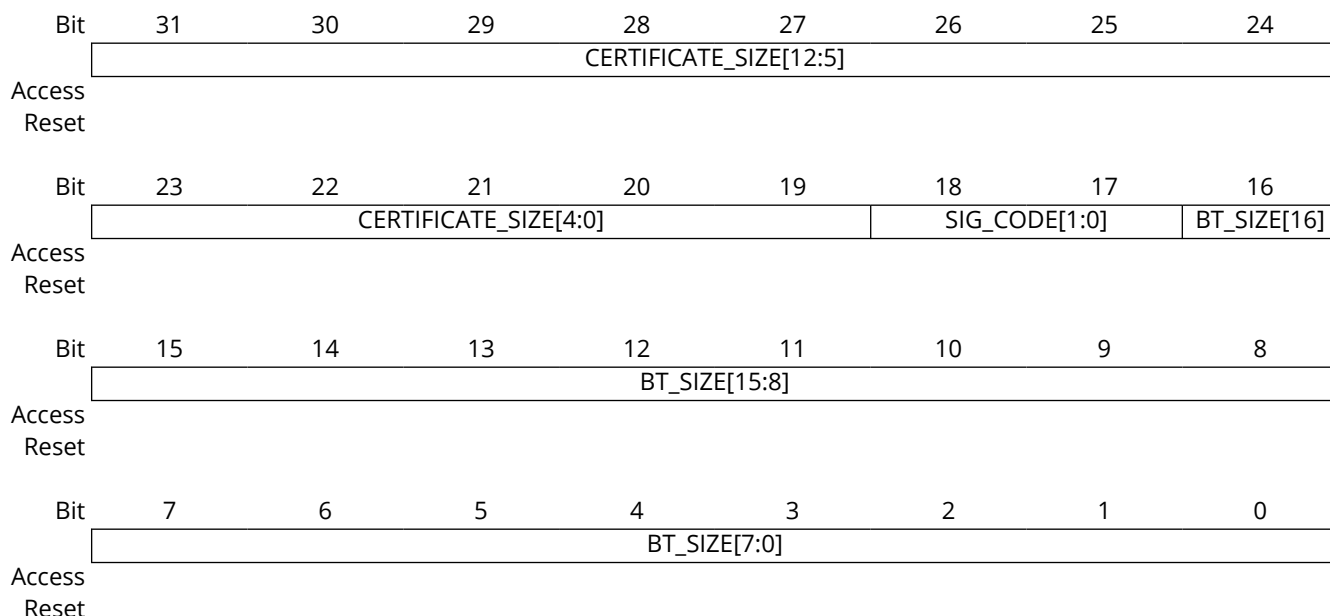 Bit 31 30 29 28 27 26 25 24
CERTIFICATE_SIZE[12:5]
Access
Reset
Bit 23 22 21 20 19 18 17 16
CERTIFICATE_SIZE[4:0] SIG_CODE[1:0] BT_SIZE[16]
Access
Reset
Bit 15 14 13 12 11 10 9 8
BT_SIZE[15:8]
Access
Reset
Bit 7 6 5 4 3 2 1 0
BT_SIZE[7:0]
Access
Reset